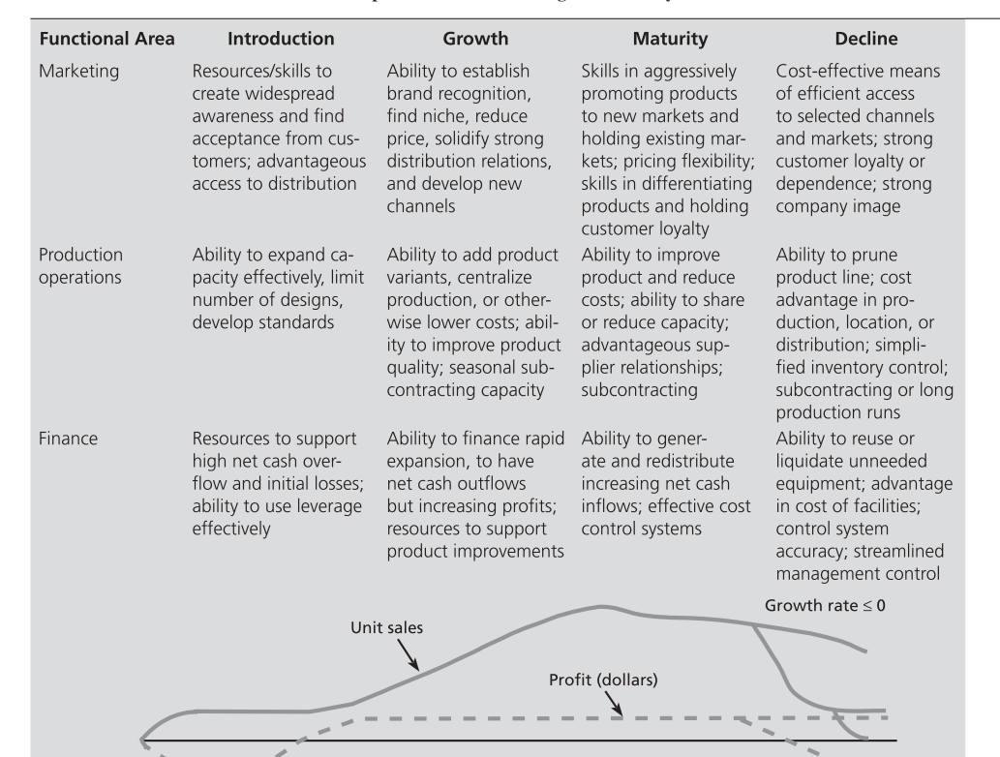 Functional Area Introduction Growth Maturity Decline
Marketing
Resources/skills to
create widespread
awareness and find
acceptance from cus-
tomers; advantageous
access to distribution
Ability to establish
brand recognition,
find niche, reduce
price, solidify strong
distribution relations,
and develop new
channels
Skills in aggressively
promoting products
to new markets and
holding existing mar-
kets; pricing flexibility;
skills in differentiating
products and holding
customer loyalty
Cost-effective means
of efficient access
to selected channels
and markets; strong
customer loyalty or
dependence; strong
company image
Production
operations
Ability to expand ca-
pacity effectively, limit
number of designs,
develop standards
Ability to add product
variants, centralize
production, or other-
wise lower costs; abil-
ity to improve product
quality; seasonal sub-
contracting capacity
Ability to improve
product and reduce
costs; ability to share
or reduce capacity;
advantageous sup-
plier relationships;
subcontracting
Ability to prune
product line; cost
advantage in pro-
duction, location, or
distribution; simpli-
fied inventory control;
subcontracting or long
production runs
Finance
Resources to support
high net cash over-
flow and initial losses;
ability to use leverage
effectively
Ability to finance rapid
expansion, to have
net cash outflows
but increasing profits;
resources to support
product improvements
Ability to gener-
ate and redistribute
increasing net cash
inflows; effective cost
control systems
Ability to reuse or
liquidate unneeded
equipment; advantage
in cost of facilities;
control system
accuracy; streamlined
management control
Growth rate ≤ 0
Unit sales
Profit (dollars)